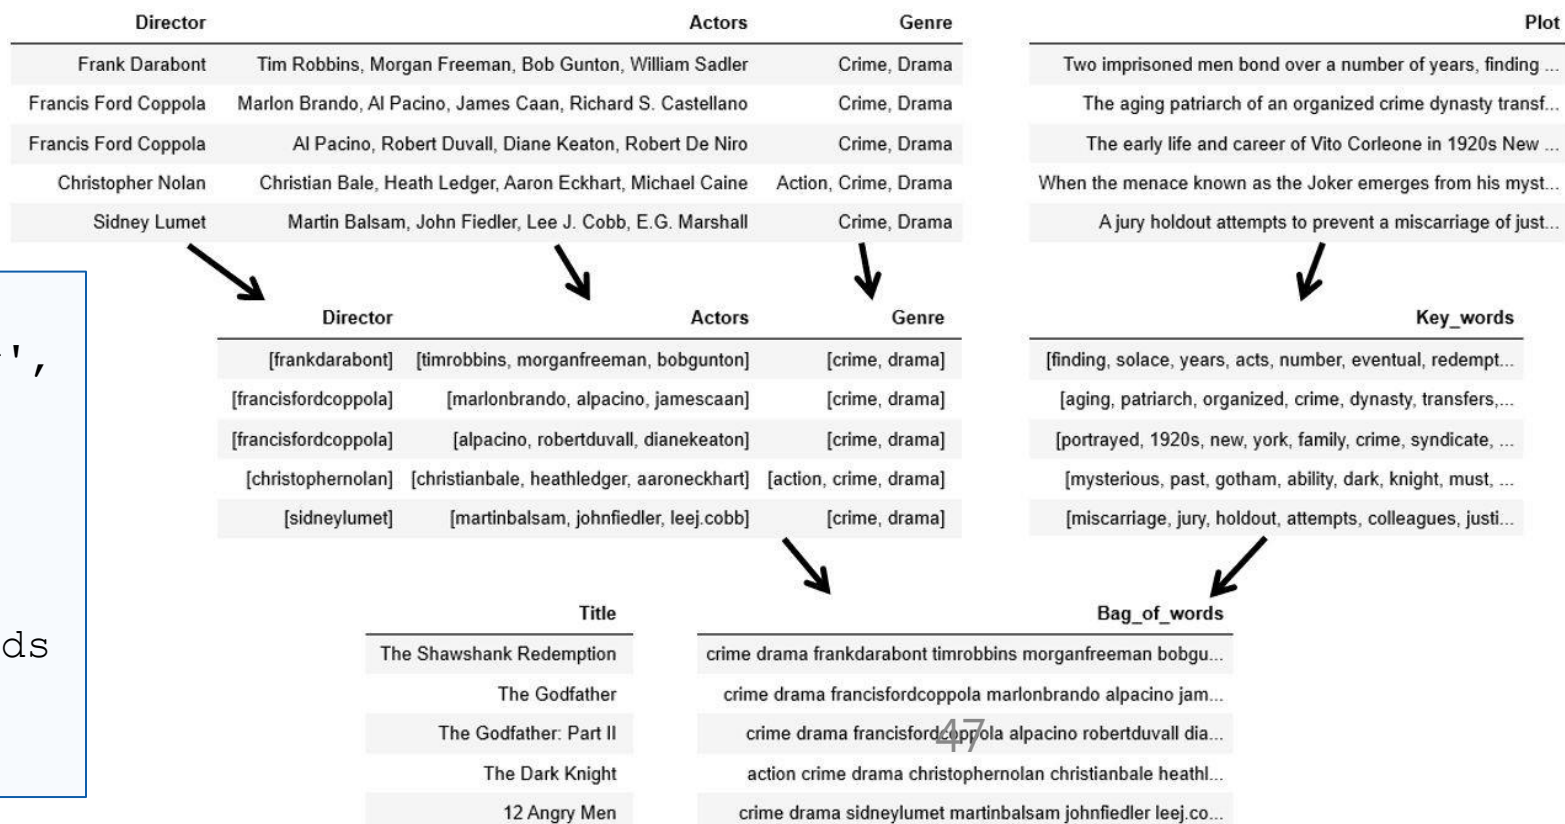 Director Actors Genre Plot
Frank Darabont Tim Robbins, Morgan Freeman, Bob Gunton, William Sadler Crime, Drama Two imprisoned men bond over a number of years, finding ...
Francis Ford Coppola Marlon Brando, Al Pacino, James Caan, Richard S. Castellano Crime, Drama The aging patriarch of an organized crime dynasty transf...
Francis Ford Coppola Al Pacino, Robert Duvall, Diane Keaton, Robert De Niro Crime, Drama The early life and career of Vito Corleone in 1920s New ...
Christopher Nolan Christian Bale, Heath Ledger, Aaron Eckhart, Michael Caine Action, Crime, Drama When the menace known as the Joker emerges from his myst...
Sidney Lumet Martin Balsam, John Fiedler, Lee J. Cobb, E.G. Marshall Crime, Drama A jury holdout attempts to prevent a miscarriage of just...
Director Actors Genre Key_words
[frankdarabont] [timrobbins, morganfreeman, bobgunton] [crime, drama] [finding, solace, years, acts, number, eventual, redempt...
[francisfordcoppola] [marlonbrando, alpacino, jamescaan] [crime, drama] [aging, patriarch, organized, crime, dynasty, transfers,...
[francisfordcoppola] [alpacino, robertduvall, dianekeaton] [crime, drama] [portrayed, 1920s, new, york, family, crime, syndicate, ...
[christophernolan] [christianbale, heathledger, aaroneckhart] [action, crime, drama] [mysterious, past, gotham, ability, dark, knight, must, ...
[sidneylumet] [martinbalsam, johnfiedler, leej.cobb] [crime, drama] [miscarriage, jury, holdout, attempts, colleagues, justi...
',
ds
Title Bag_of_words
The Shawshank Redemption crime drama frankdarabont timrobbins morganfreeman bobgu...
The Godfather crime drama francisfordcoppola marlonbrando alpacino jam...
The Godfather: Part II crime drama francisfordcoppola alpacino robertduvall dia...
47
The Dark Knight action crime drama christophernolan christianbale heathl...
12 Angry Men crime drama sidneylumet martinbalsam johnfiedler leej.co...